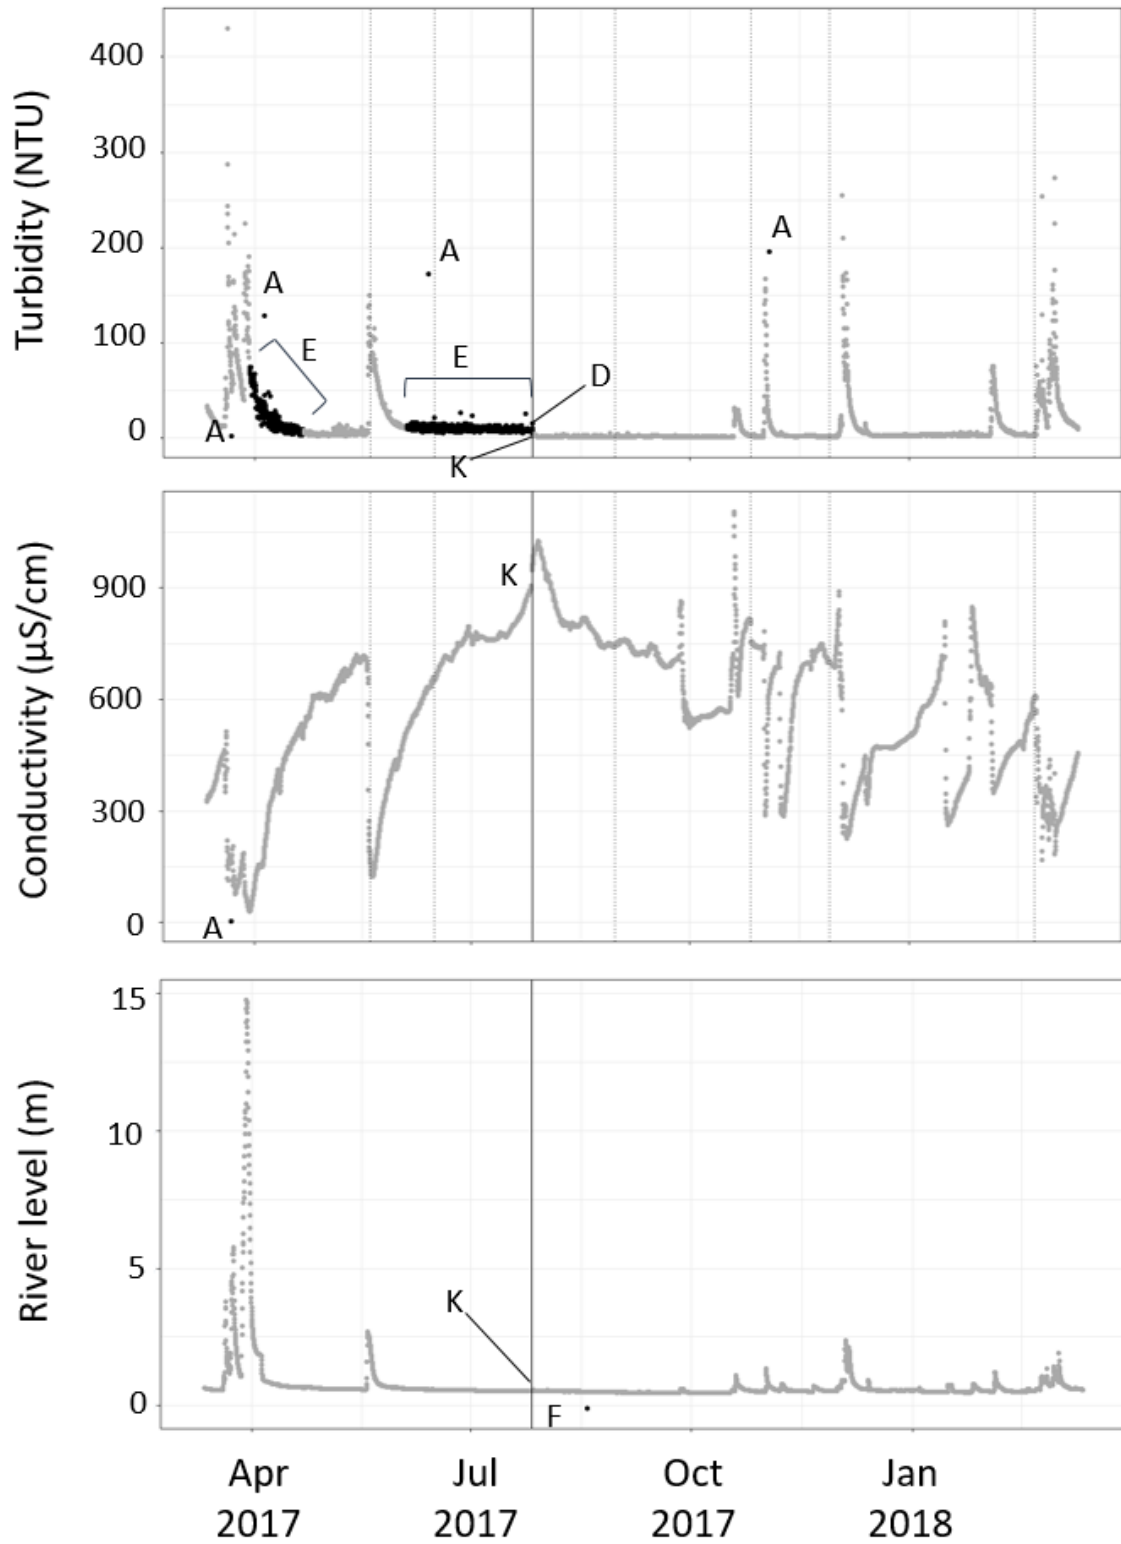 Turbidity (NTU)
400
300
200
100
0
A
A
A
A
E
E
D
K
Conductivity (µS/cm)
900
600
300
0
K
A
River level (m)
15
10
5
0
K
F
Apr Jul Oct Jan
2017 2017 2017 2018